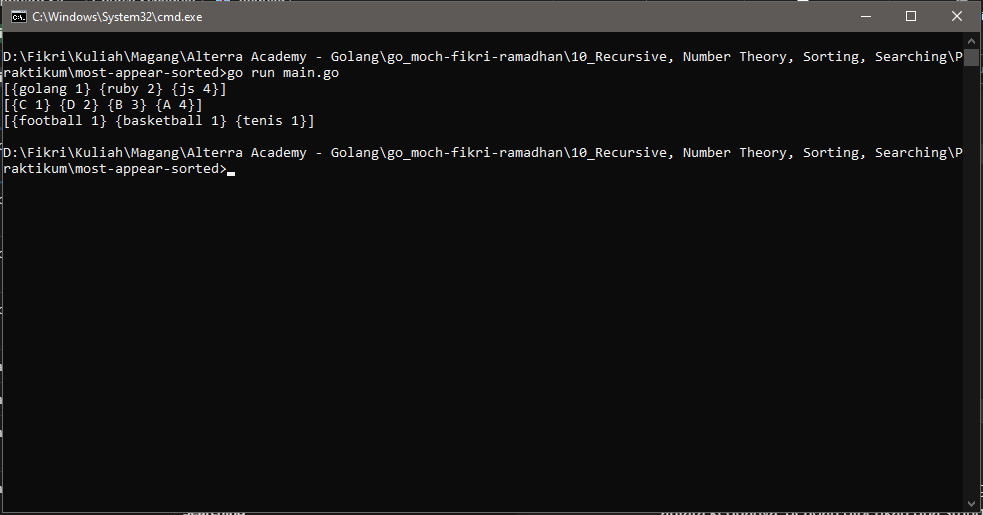 C:\Windows\System32\cmd.exe
D:\Fikri\Kuliah\Magang\Alterra Academy - Golang\go_moch-fikri-ramadhan\10_Recursive, Number Theory, Sorting, Searching\P
raktikum\most-appear-sorted>go run main.go
[{golang 1} {ruby 2} {js 4}]
[{C 1} {D 2} {B 3} {A 4}]
[{football 1} {basketball 1} {tenis 1}]
D:\Fikri\Kuliah\Magang\Alterra Academy - Golang\go_moch-fikri-ramadhan\10_Recursive, Number Theory, Sorting, Searching\P
raktikum\most-appear-sorted>